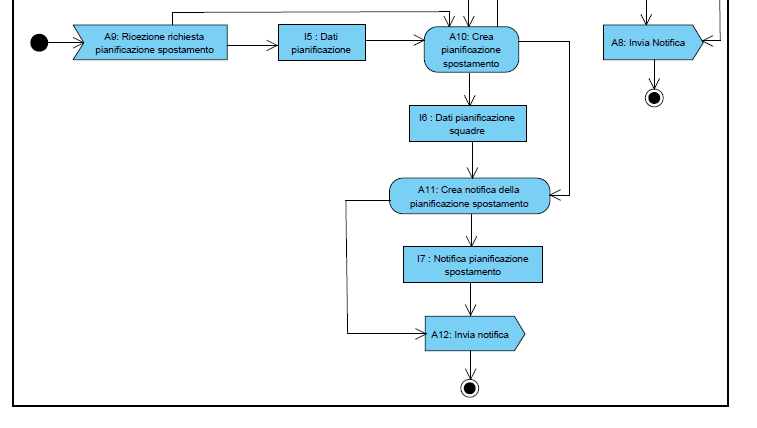 A9: Ricezione richiesta
pianificazione spostamento
I5 : Dati
pianificazione
A10: Crea
pianificazione
spostamento
A8: Invia Notifica
I6 : Dati pianificazione
squadre
A11: Crea notifica della
pianificazione spostamento
I7 : Notifica pianificazione
spostamento
A12: Invia notifica